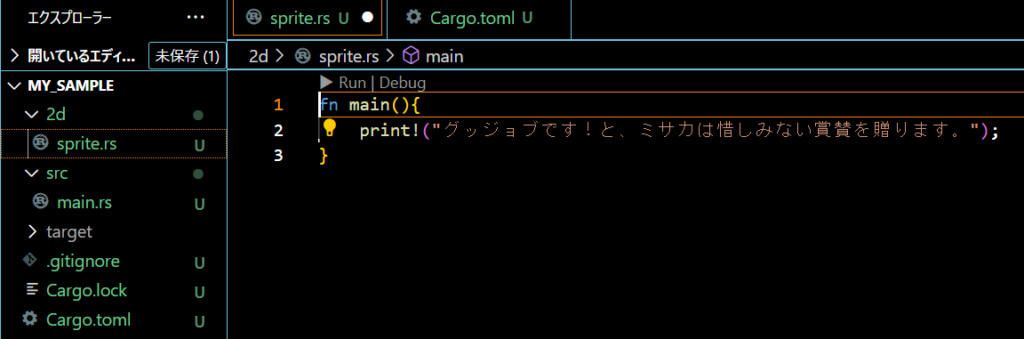 エクスプローラー ···
sprite.rs U ●
Cargo.toml U
開いているエディ... 未保存 (1)
2d > sprite.rs > main
MY_SAMPLE
Run | Debug
2d
1 fn main(){
sprite.rs U
2 print!("グッジョブです！と、ミサカは惜しみない賞賛を贈ります。");
3 }
src
main.rs U
target
.gitignore U
Cargo.lock U
Cargo.toml U